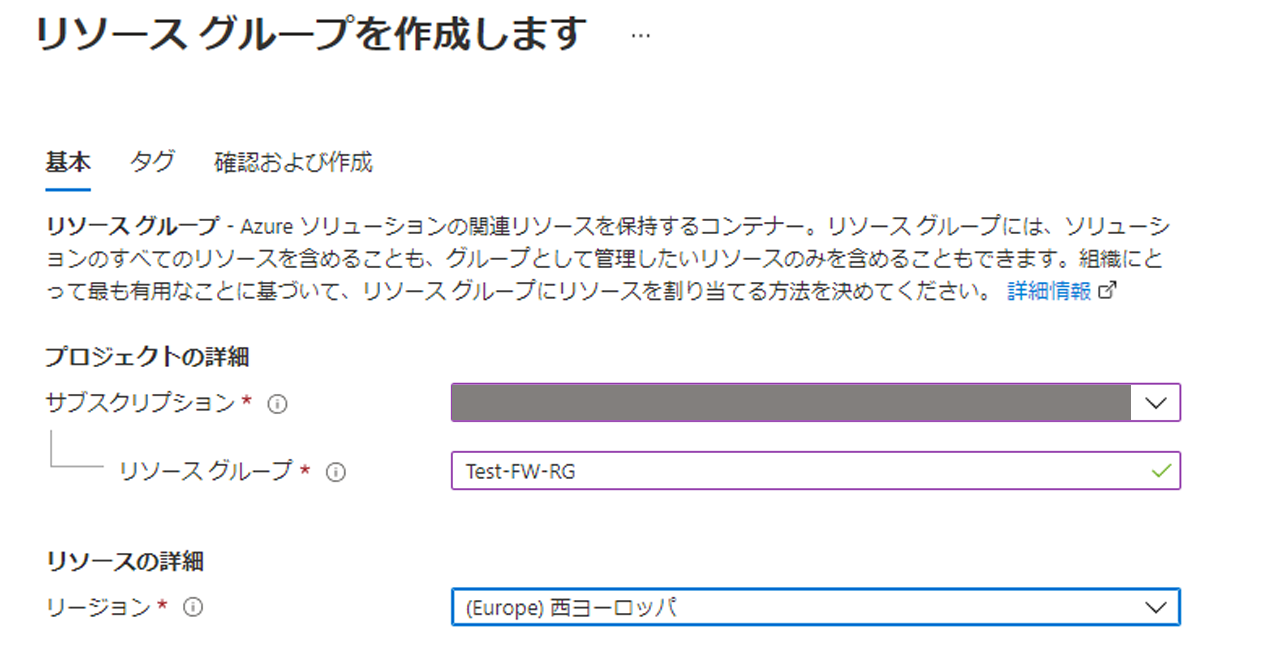 リソース グループを作成します ...
基本 タグ 確認および作成
リソース グループ - Azure ソリューションの関連リソースを保持するコンテナー。リソース グループには、ソリューシ
ョンのすべてのリソースを含めることも、グループとして管理したいリソースのみを含めることもできます。組織にと
って最も有用なことに基づいて、リソース グループにリソースを割り当てる方法を決めてください。 詳細情報
プロジェクトの詳細
サブスクリプション *
リソース グループ * Test-FW-RG
リソースの詳細
リージョン * (Europe) 西ヨーロッパ